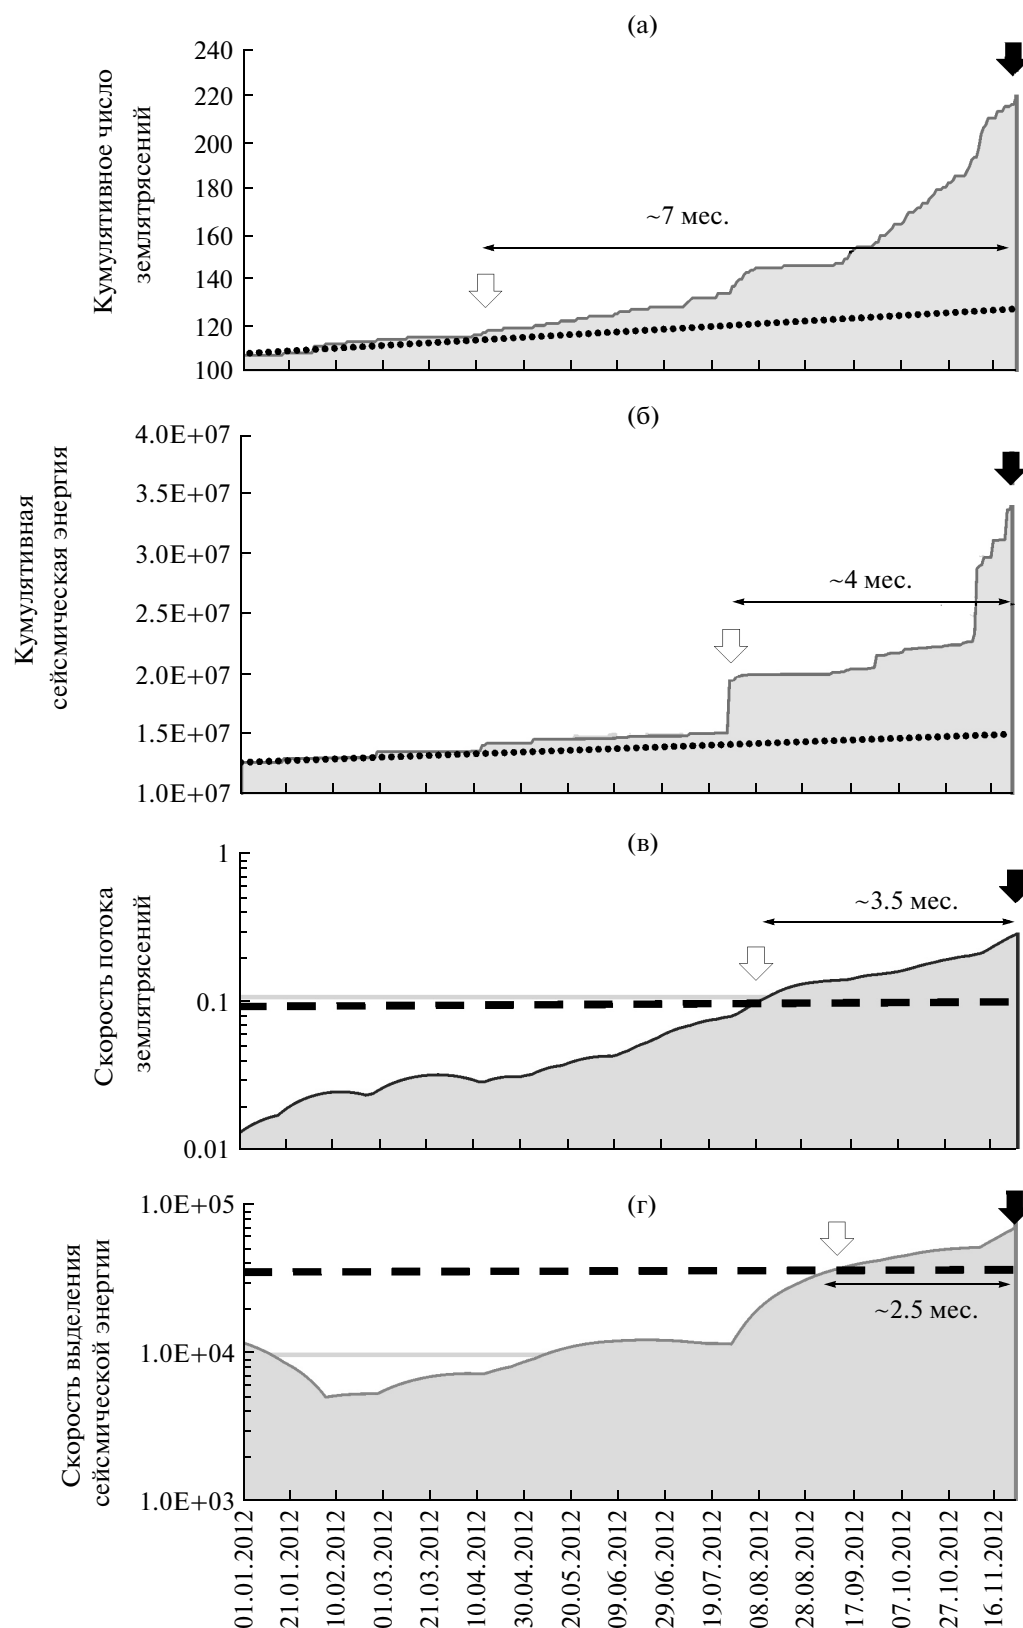 (а)
Кумулятивное число
землятрясений
240
220
200
180
160
140
120
100
~7 мес.
(б)
Кумулятивная
сейсмическая энергия
4.0E+07
3.5E+07
3.0E+07
2.5E+07
2.0E+07
1.5E+07
1.0E+07
~4 мес.
(в)
Скорость потока
землятрясений
1
0.1
0.01
~3.5 мес.
(г)
Скорость выделения
сейсмической энергии
1.0E+05
1.0E+04
1.0E+03
~2.5 мес.
01.01.2012
21.01.2012
10.02.2012
01.03.2012
21.03.2012
10.04.2012
30.04.2012
20.05.2012
09.06.2012
29.06.2012
19.07.2012
08.08.2012
28.08.2012
17.09.2012
07.10.2012
27.10.2012
16.11.2012